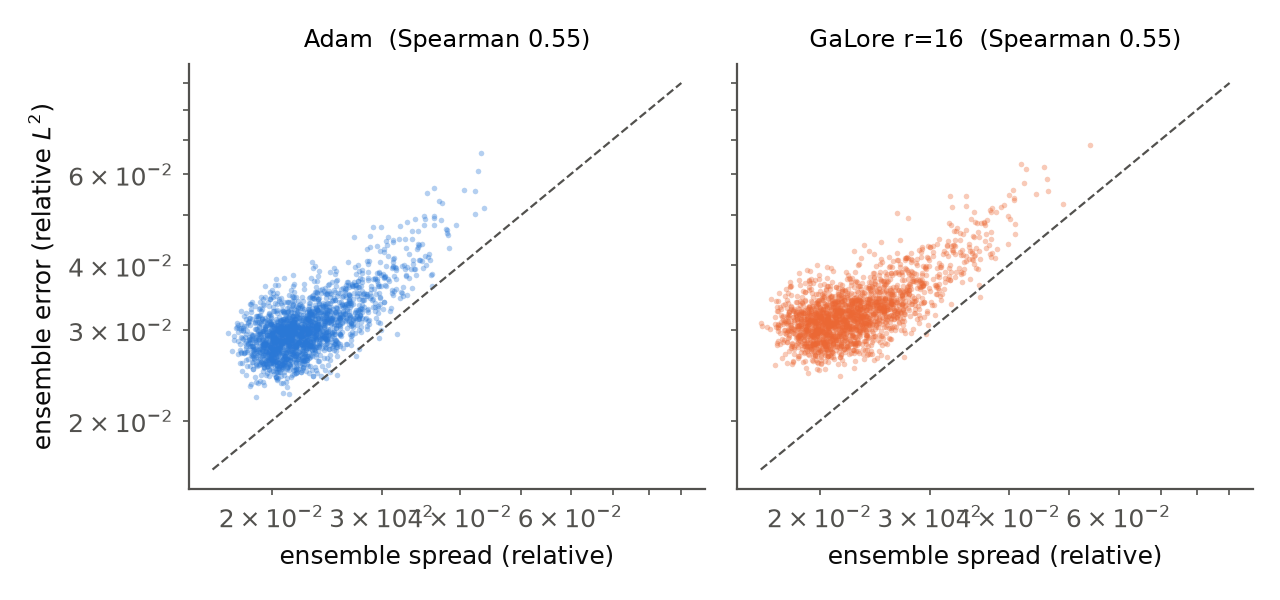 Adam (Spearman 0.55)
GaLore r=16 (Spearman 0.55)
ensemble error (relative L²)
6 × 10⁻²
4 × 10⁻²
3 × 10⁻²
2 × 10⁻²
2 × 10⁻² 3 × 10⁻² 4 × 10⁻² 6 × 10⁻²
2 × 10⁻² 3 × 10⁻² 4 × 10⁻² 6 × 10⁻²
ensemble spread (relative)
ensemble spread (relative)